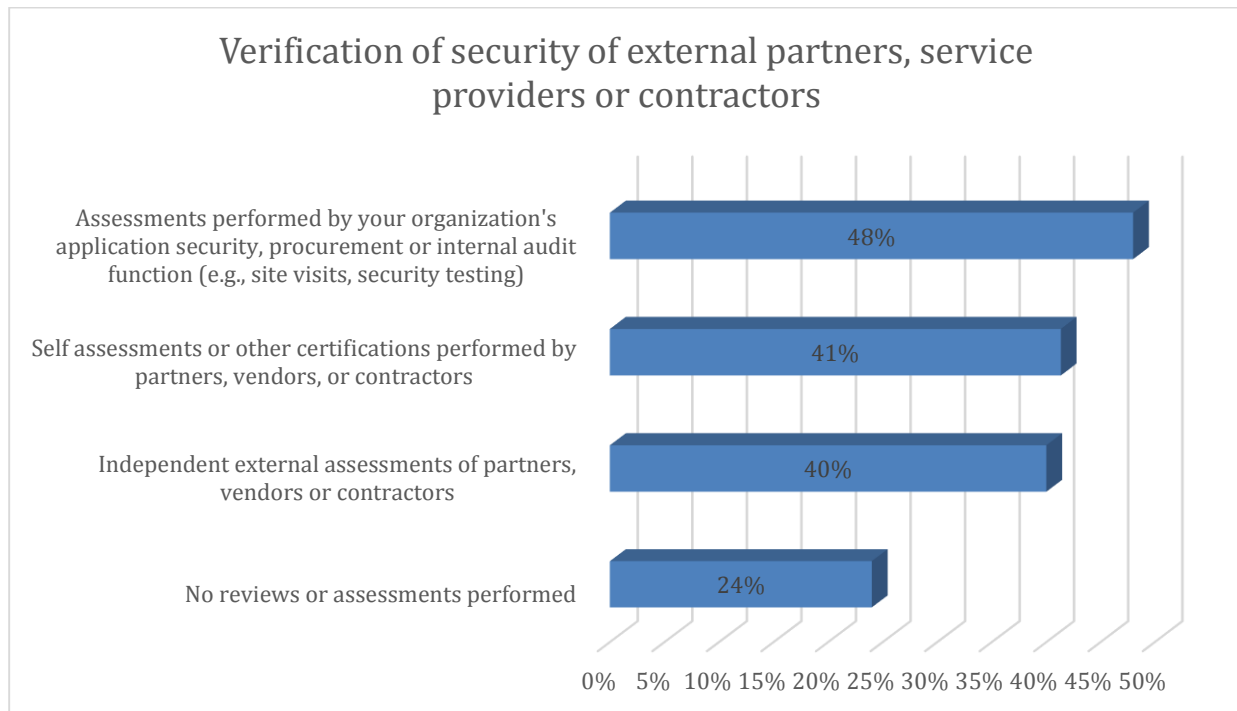 Verification of security of external partners, service
providers or contractors
Assessments performed by your organization's
application security, procurement or internal audit
function (e.g., site visits, security testing)
48%
Self assessments or other certifications performed by
partners, vendors, or contractors
41%
Independent external assessments of partners,
vendors or contractors
40%
No reviews or assessments performed
24%
0% 5% 10% 15% 20% 25% 30% 35% 40% 45% 50%